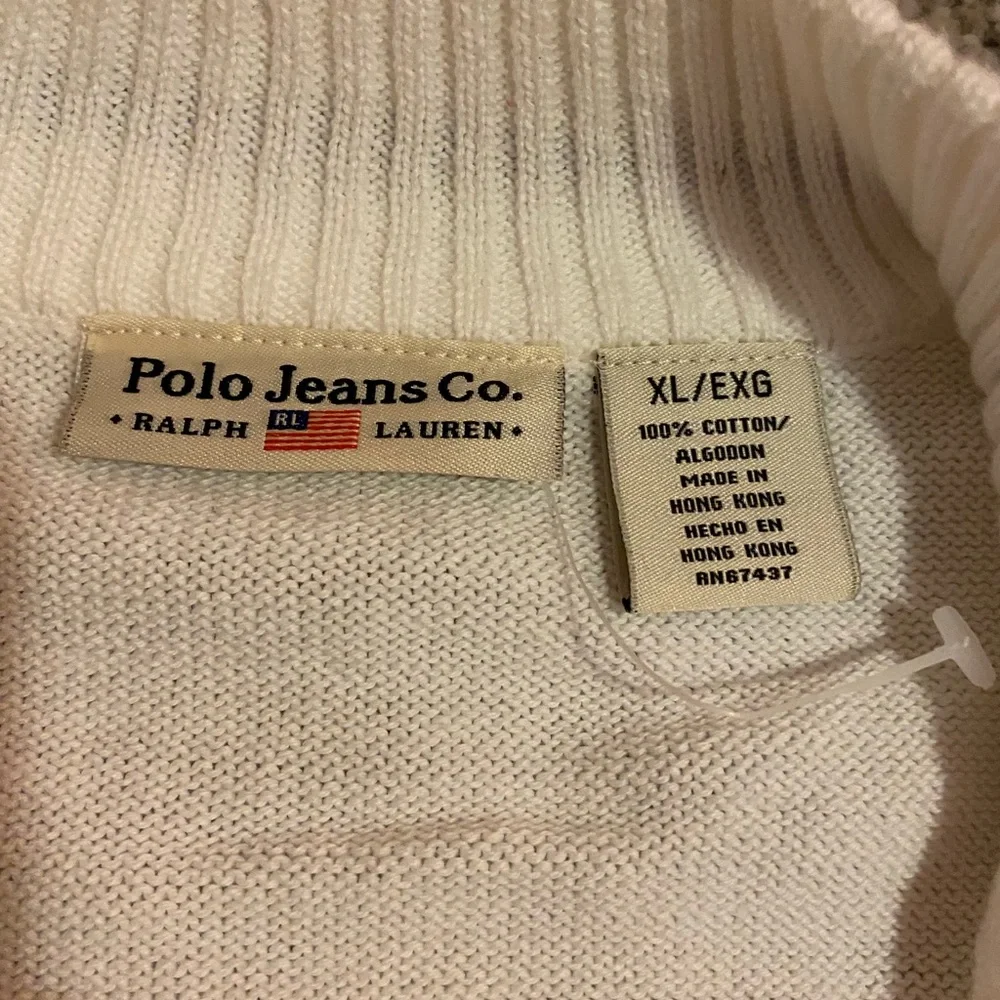 Polo Jeans Co.
RALPH RL LAUREN
XL/EXG
100% COTTON/
ALGODON
MADE IN
HONG KONG
HECHO EN
HONG KONG
RN67437